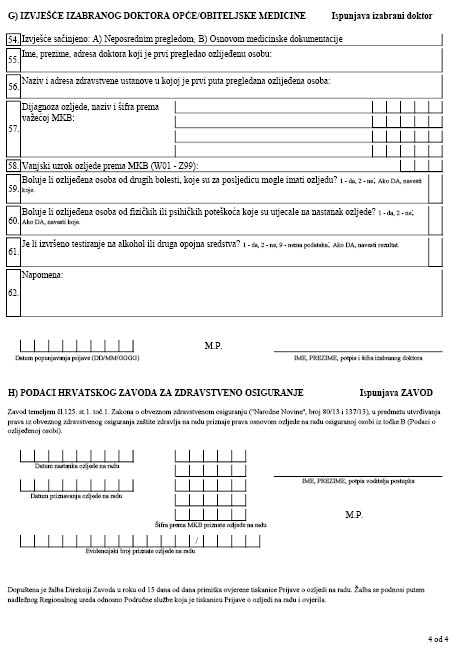 G) IZVJEŠĆE IZABRANOG DOKTORA OPĆE/OBITELJSKE MEDICINE Ispunjava izabrani doktor
54. Izvješće sačinjeno: A) Neposrednim pregledom, B) Osnovom medicinske dokumentacije
55. Ime, prezime, adresa doktora koji je prvi pregledao ozlijeđenu osobu:
56. Naziv i adresa zdravstvene ustanove u kojoj je prvi puta pregledana ozlijeđena osoba:
57. Dijagnoza ozljede, naziv i šifra prema
važećoj MKB:
58. Vanjski uzrok ozljede prema MKB (W01 - Z99):
59. Boluje li ozlijeđena osoba od drugih bolesti, koje su za posljedicu mogle imati ozljedu? 1 - da, 2 - ne; Ako DA, navesti
koje.
60. Boluje li ozlijeđena osoba od fizičkih ili psihičkih poteškoća koje su utjecale na nastanak ozljede? 1 - da, 2 - ne;
Ako DA, navesti koje.
61. Je li izvršeno testiranje na alkohol ili druga opojna sredstva? 1 - da, 2 - ne, 9 - nema podataka; Ako DA, navesti rezultat.
62. Napomena:
M.P.
Datum popunjavanja prijave (DD/MM/GGGG) IME, PREZIME, potpis i šifra izabranog doktora
H) PODACI HRVATSKOG ZAVODA ZA ZDRAVSTVENO OSIGURANJE Ispunjava ZAVOD
Zavod temeljem čl.125. st.1. toč.1. Zakona o obveznom zdravstvenom osiguranju ("Narodne Novine", broj 80/13 i 137/13), u predmetu utvrđivanja
prava iz obveznog zdravstvenog osiguranja zaštite zdravlja na radu priznaje prava osnovom ozljede na radu osiguranoj osobi iz točke B (Podaci o
ozlijeđenoj osobi).
Datum nastanka ozljede na radu
IME, PREZIME, potpis voditelja postupka
Datum priznavanja ozljede na radu
M.P.
Šifra prema MKB priznate ozljede na radu
/
Evidencijski broj priznate ozljede na radu
Dopuštena je žalba Direkciji Zavoda u roku od 15 dana od dana primitka ovjerene tiskanice Prijave o ozljedi na radu. Žalba se podnosi putem
nadležnog Regionalnog ureda odnosno Područne službe koja je tiskanicu Prijave o ozljedi na radu i ovjerila.
4 od 4